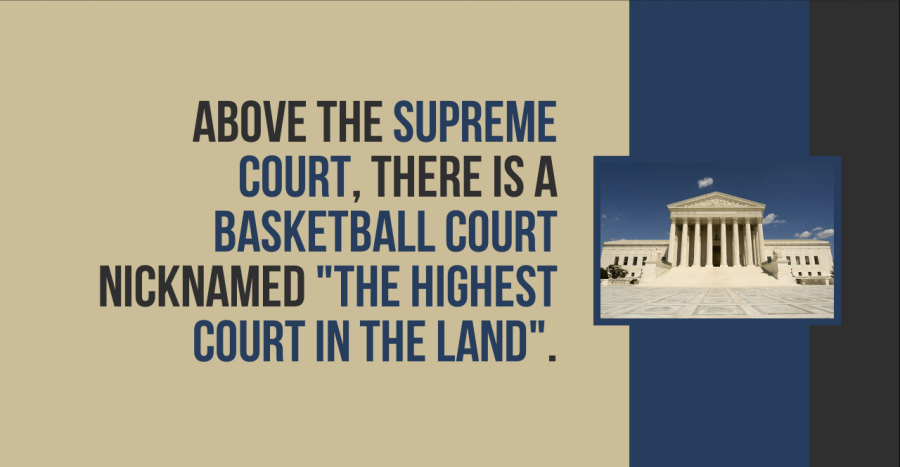 ABOVE THE SUPREME
COURT, THERE IS A
BASKETBALL COURT
NICKNAMED "THE HIGHEST
COURT IN THE LAND".